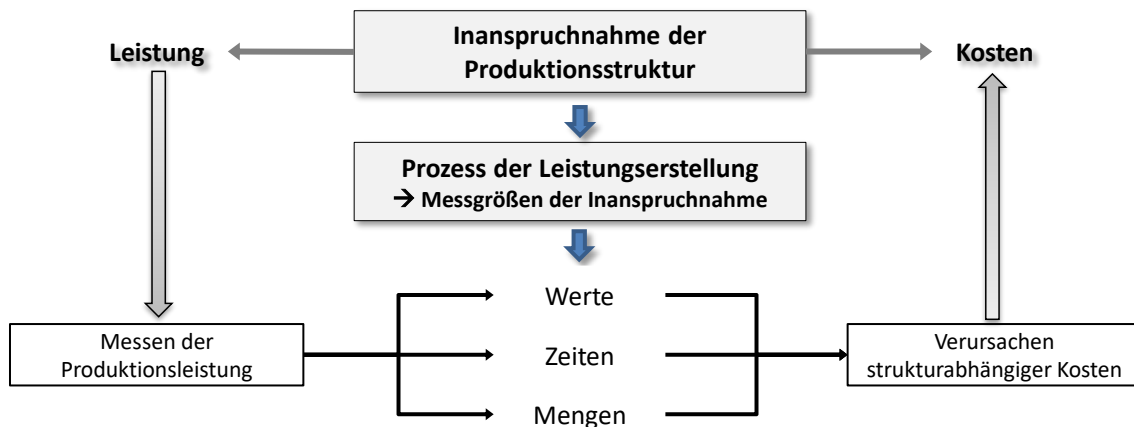 Inanspruchnahme der
Produktionsstruktur
Leistung
Kosten
Prozess der Leistungserstellung
→ Messgrößen der Inanspruchnahme
Werte
Messen der
Produktionsleistung
Zeiten
Verursachen
strukturabhängiger Kosten
Mengen